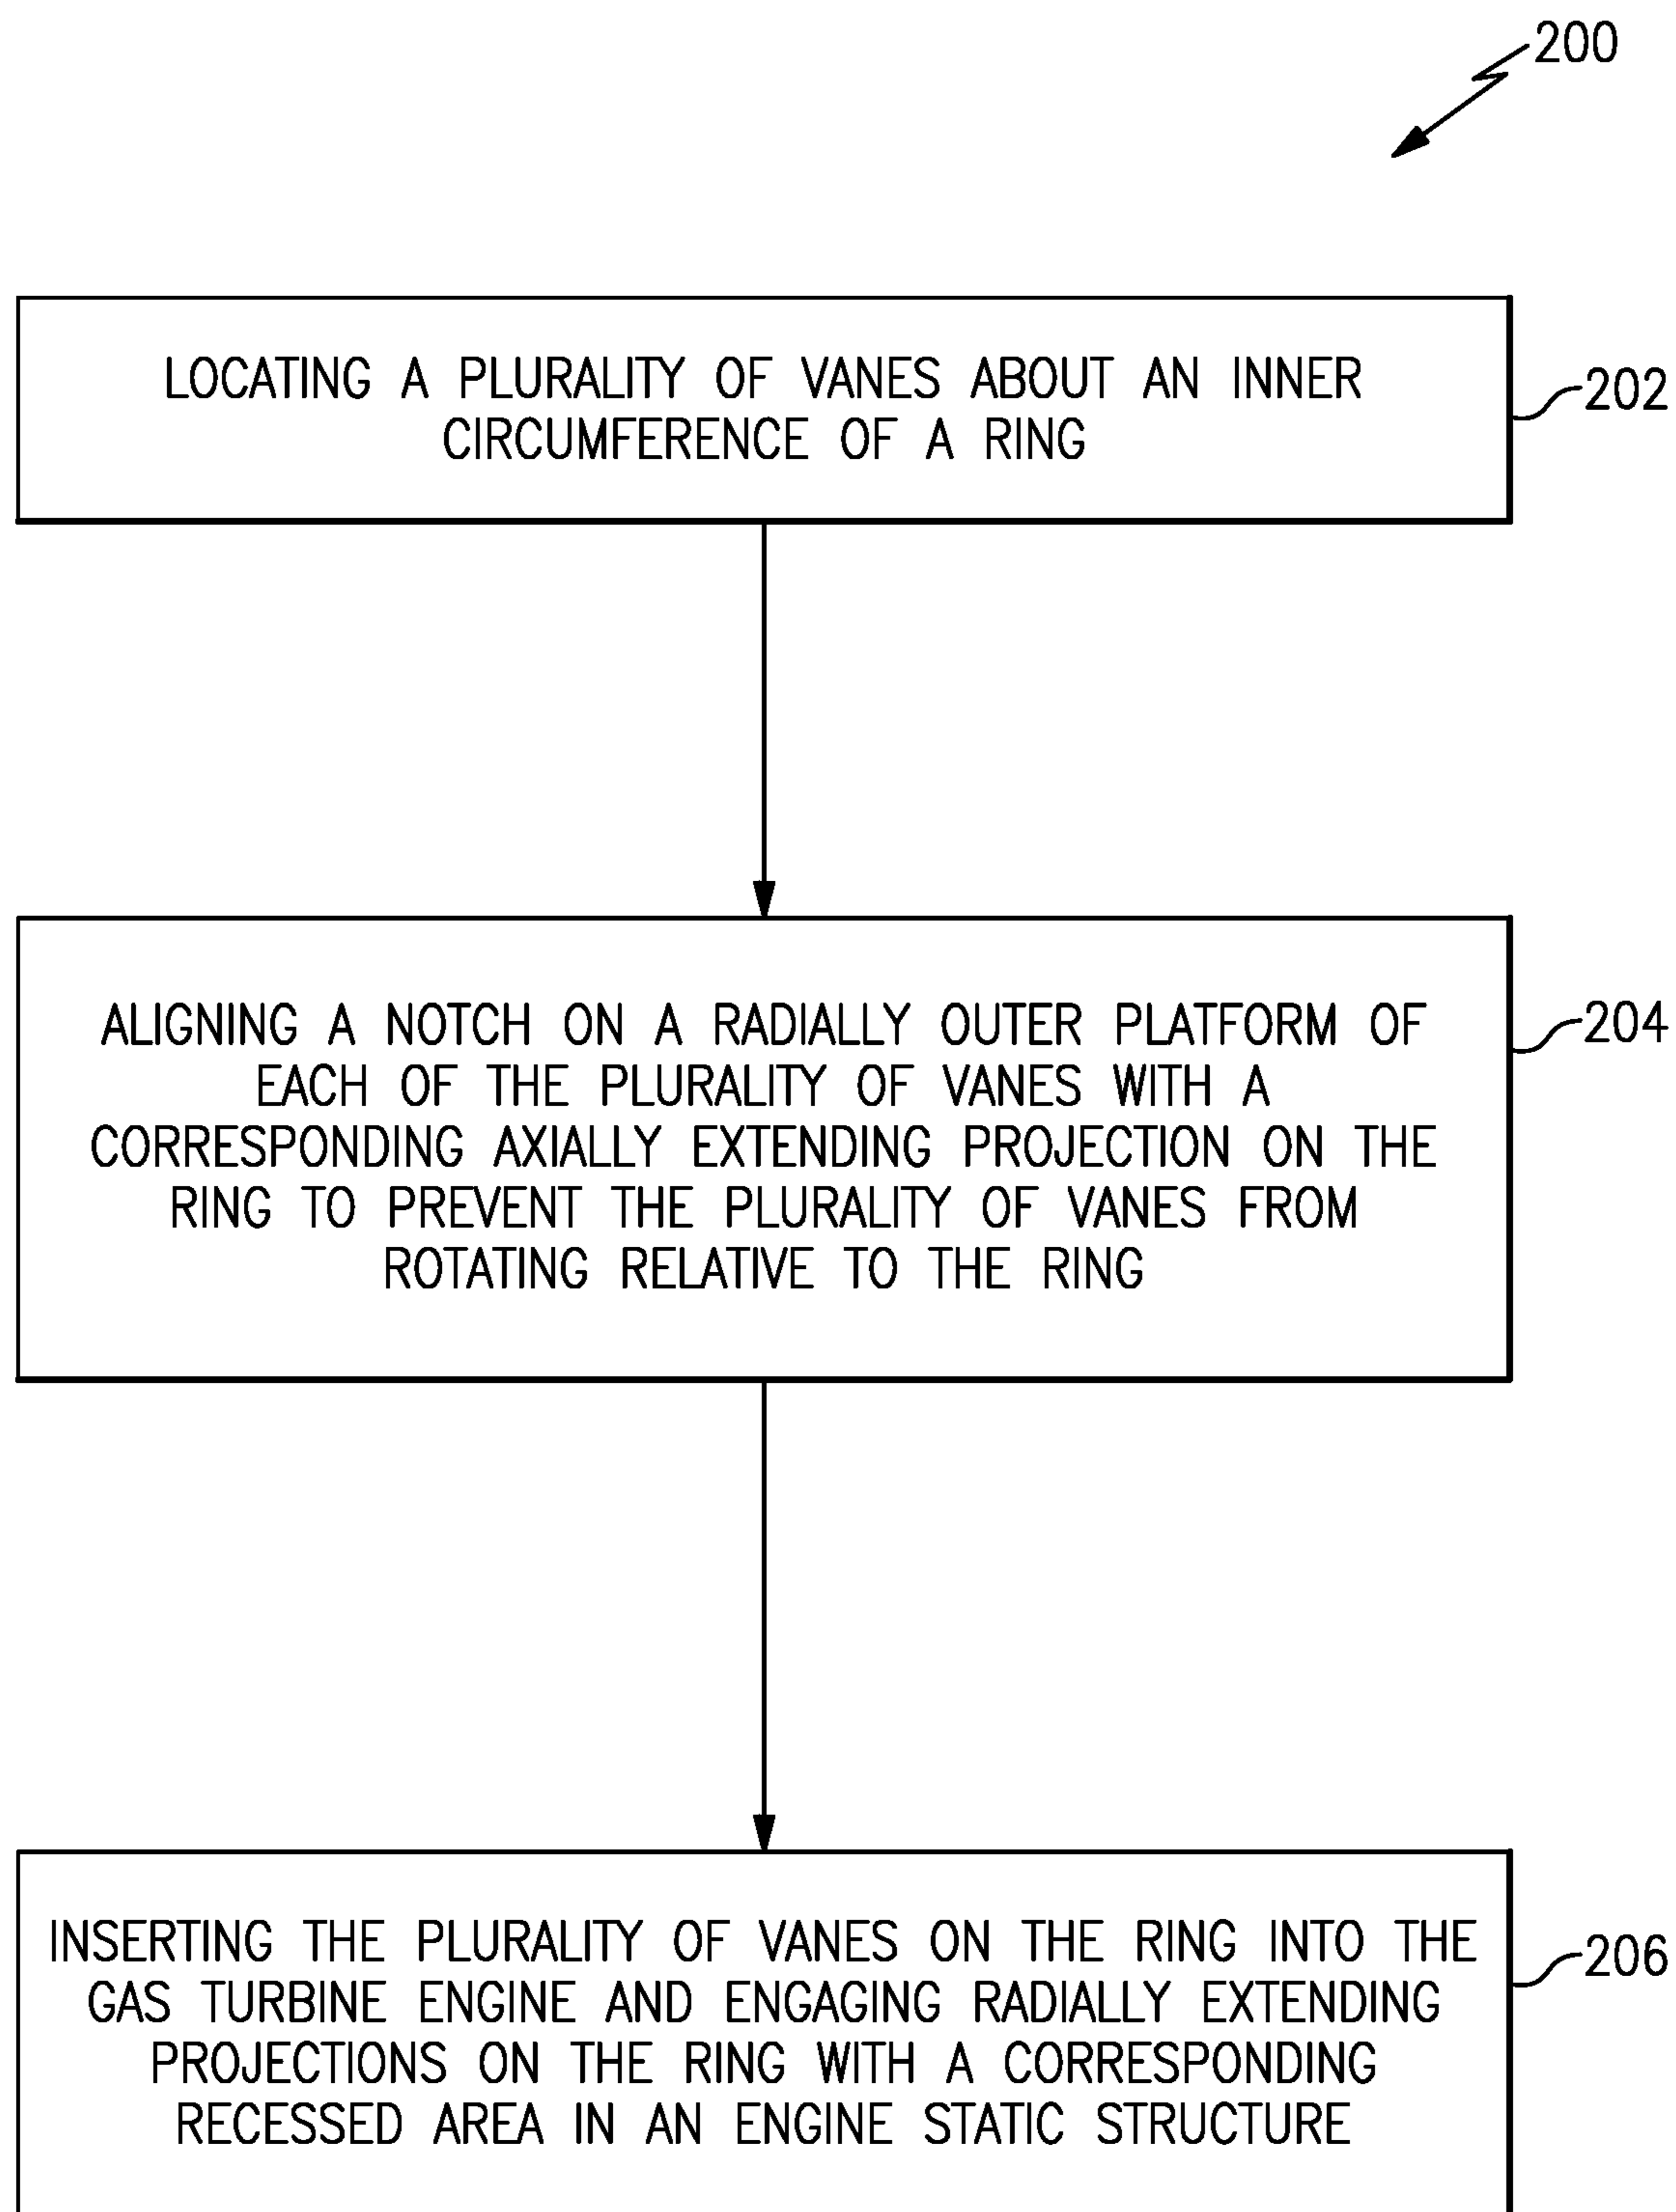 200
LOCATING A PLURALITY OF VANES ABOUT AN INNER
CIRCUMFERENCE OF A RING
202
ALIGNING A NOTCH ON A RADIALLY OUTER PLATFORM OF
EACH OF THE PLURALITY OF VANES WITH A
CORRESPONDING AXIALLY EXTENDING PROJECTION ON THE
RING TO PREVENT THE PLURALITY OF VANES FROM
ROTATING RELATIVE TO THE RING
204
INSERTING THE PLURALITY OF VANES ON THE RING INTO THE
GAS TURBINE ENGINE AND ENGAGING RADIALLY EXTENDING
PROJECTIONS ON THE RING WITH A CORRESPONDING
RECESSED AREA IN AN ENGINE STATIC STRUCTURE
206